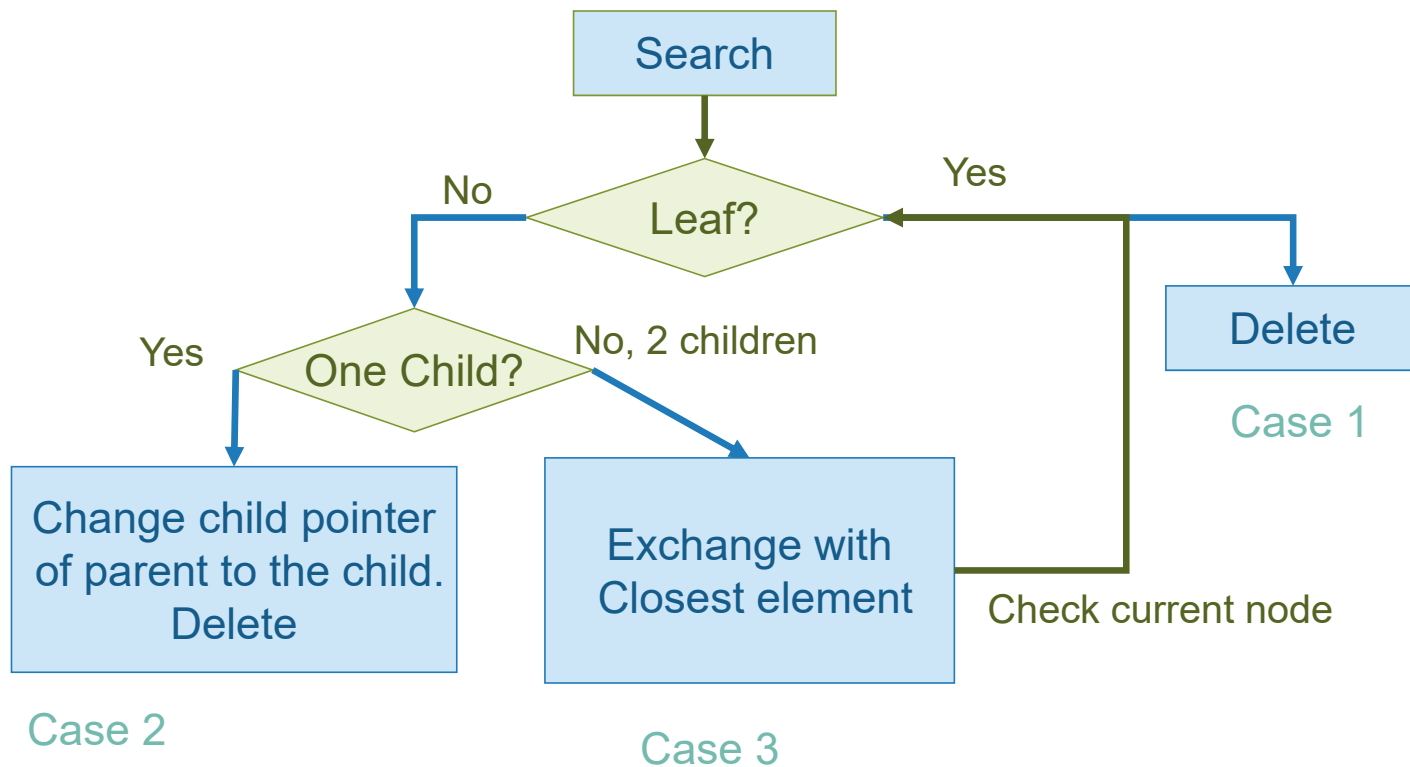 Search
No
Yes
Leaf?
Yes
One Child?
No, 2 children
Delete
Case 1
Change child pointer
of parent to the child.
Delete
Exchange with
Closest element
Check current node
Case 2
Case 3